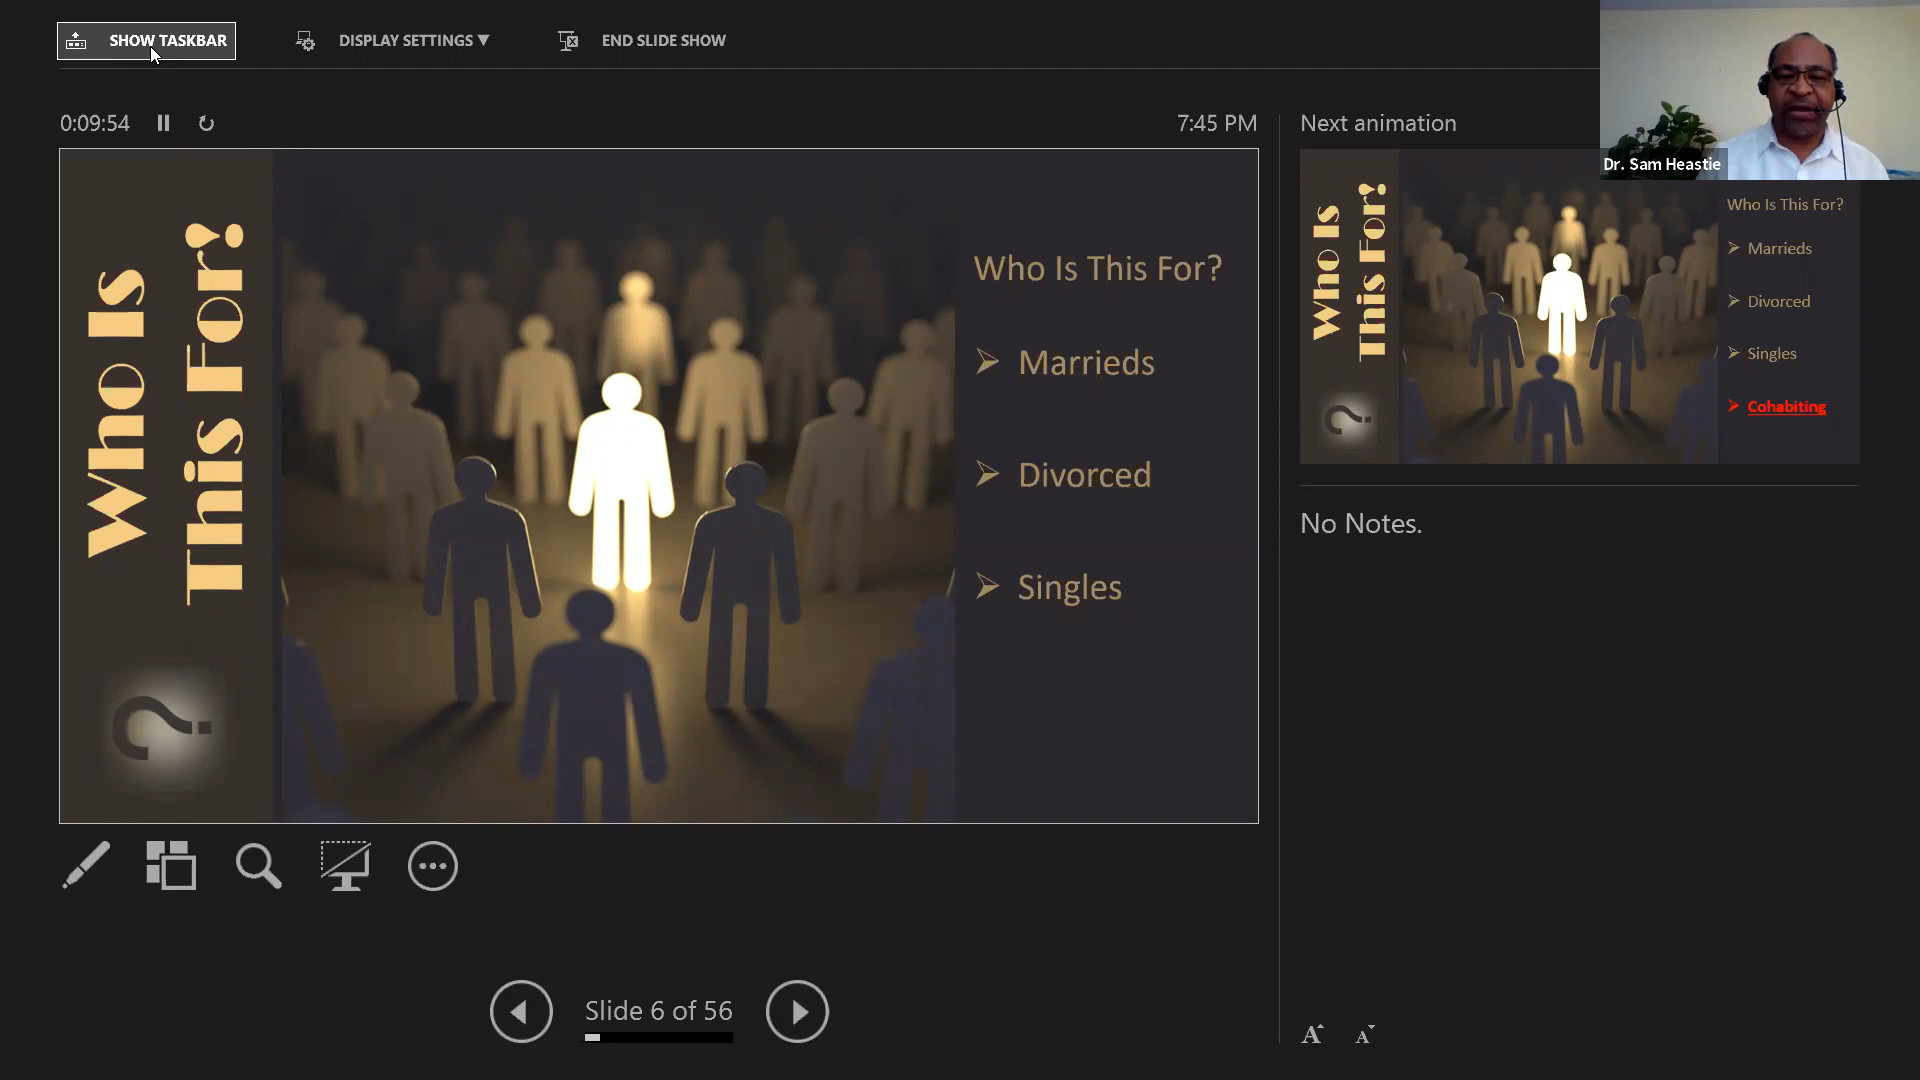 SHOW TASKBAR
DISPLAY SETTINGS ▼
END SLIDE SHOW
0:09:54
7:45 PM
Next animation
Dr. Sam Heastie
Who Is
This For!
?
Who Is This For?
➢ Marrieds
➢ Divorced
➢ Singles
Who Is
This For!
?
Who Is This For?
➢ Marrieds
➢ Divorced
➢ Singles
➢ Cohabiting
No Notes.
Slide 6 of 56
A A